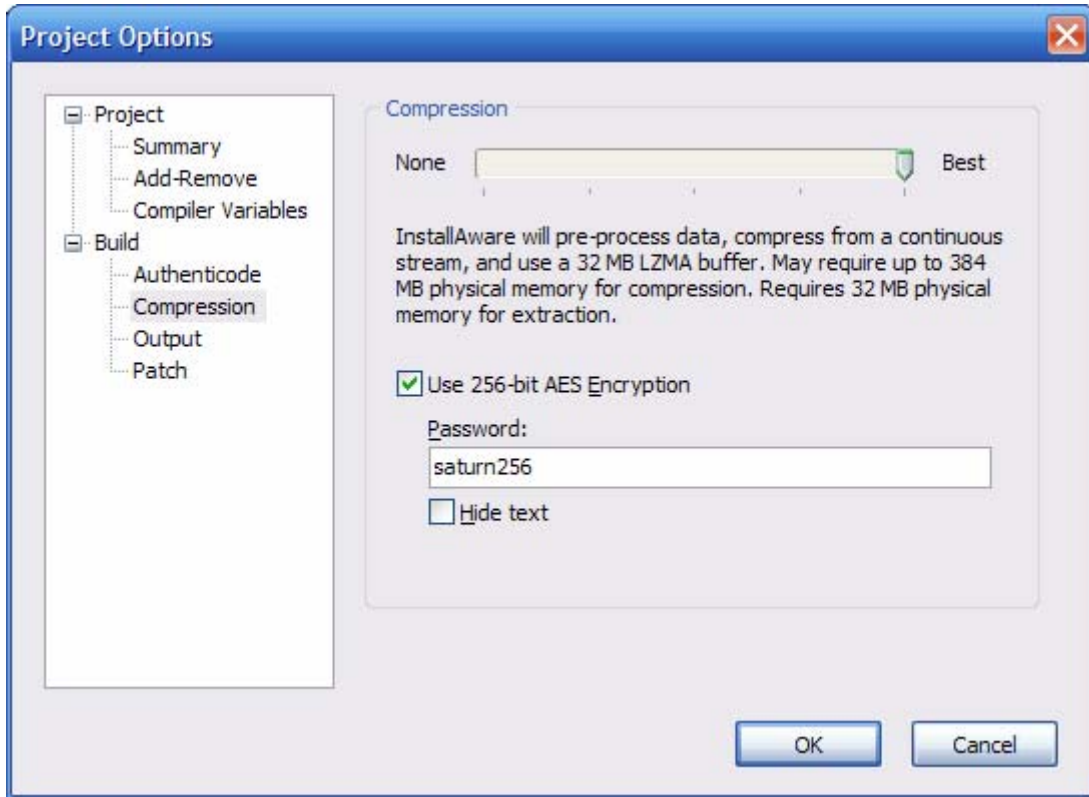 Project Options
Project
Summary
Add-Remove
Compiler Variables
Build
Authenticode
Compression
Output
Patch
Compression
None Best
InstallAware will pre-process data, compress from a continuous
stream, and use a 32 MB LZMA buffer. May require up to 384
MB physical memory for compression. Requires 32 MB physical
memory for extraction.
Use 256-bit AES Encryption
Password:
saturn256
Hide text
OK Cancel